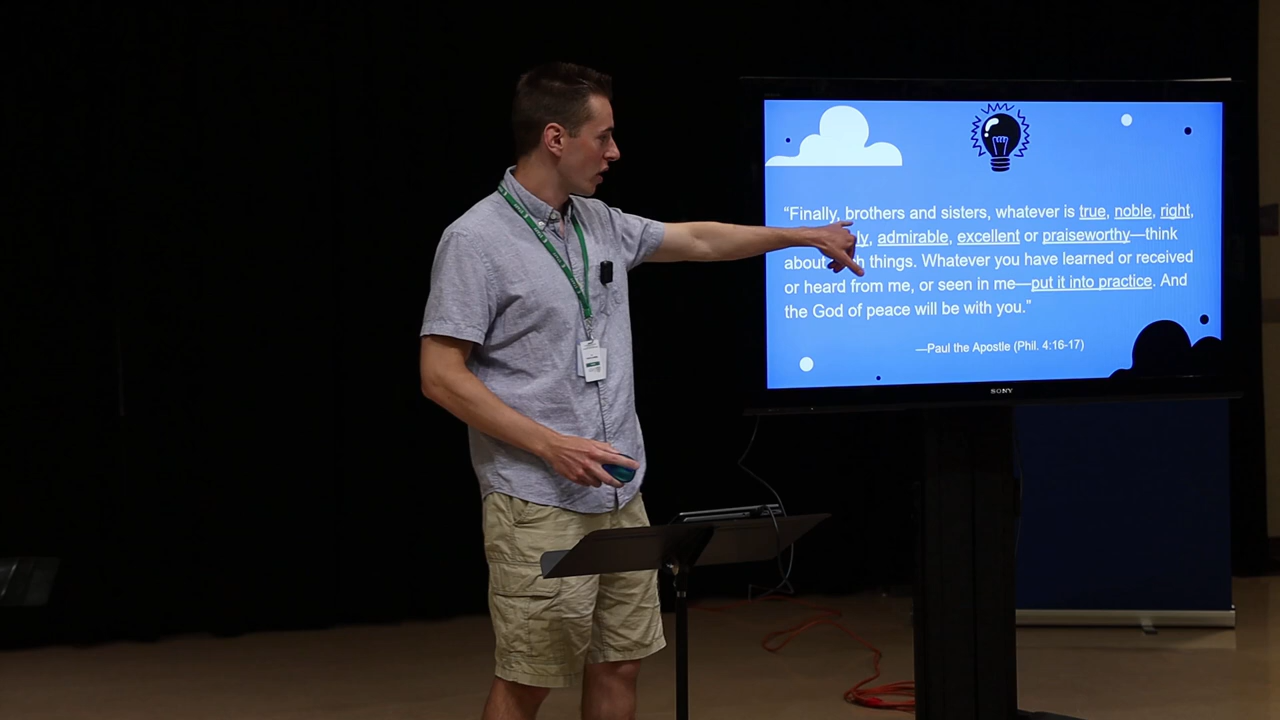 “Finally, brothers and sisters, whatever is true, noble, right,
ly, admirable, excellent or praiseworthy—think
about things. Whatever you have learned or received
or heard from me, or seen in me—put it into practice. And
the God of peace will be with you.”
—Paul the Apostle (Phil. 4:16-17)
SONY